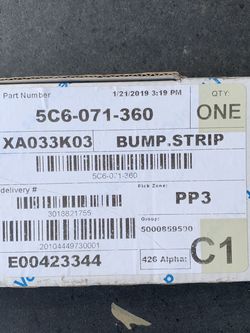 Part Number
1/21/2019 3:19 PM
QTY:
5C6-071-360
ONE
XA033K03
BUMP.STRIP
5C6-071-360
delivery #
Pick Zone:
PP3
3018821755
Group:
5000859590
20104449730001
E00423344
426 Alpha:
C1